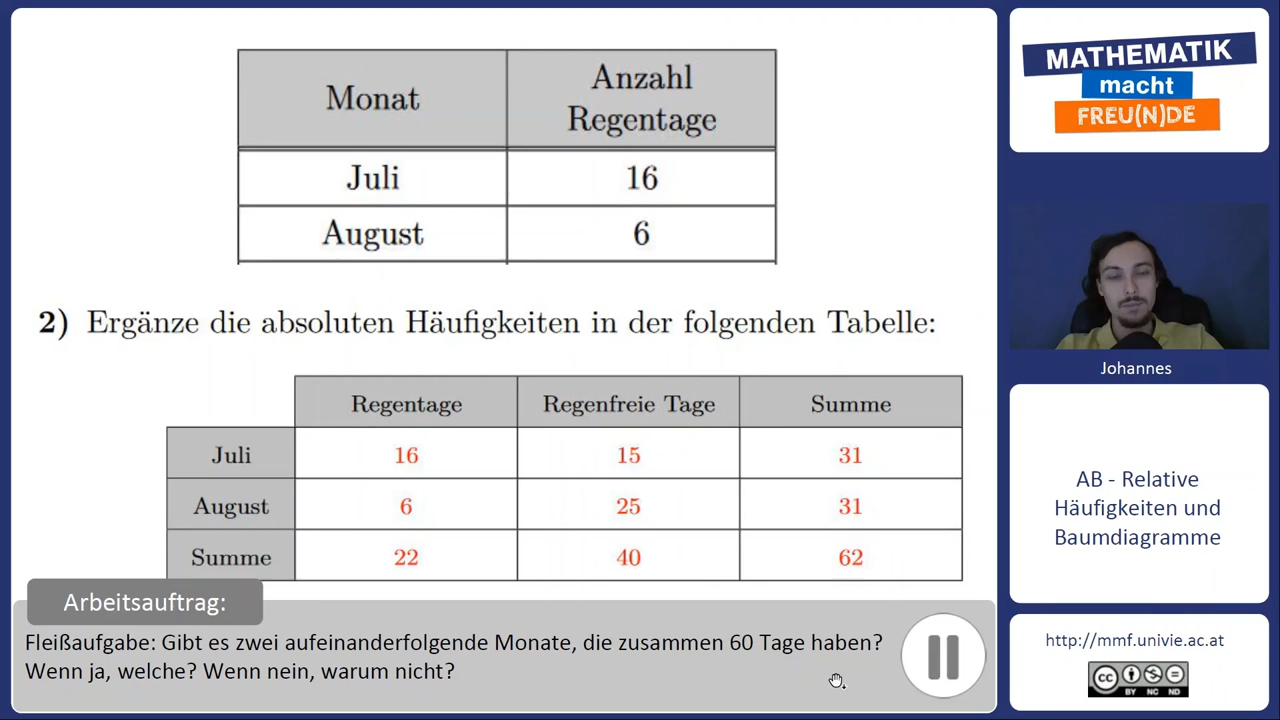 Monat
Anzahl
Regentage
Juli
16
August
6
2) Ergänze die absoluten Häufigkeiten in der folgenden Tabelle:
Regentage Regenfreie Tage Summe
Juli 16 15 31
August 6 25 31
Summe 22 40 62
Arbeitsauftrag:
Fleißaufgabe: Gibt es zwei aufeinanderfolgende Monate, die zusammen 60 Tage haben?
Wenn ja, welche? Wenn nein, warum nicht?
MATHEMATIK
macht
FREU(N)DE
Johannes
AB - Relative
Häufigkeiten und
Baumdiagramme
http://mmf.univie.ac.at
cc
BY NC ND